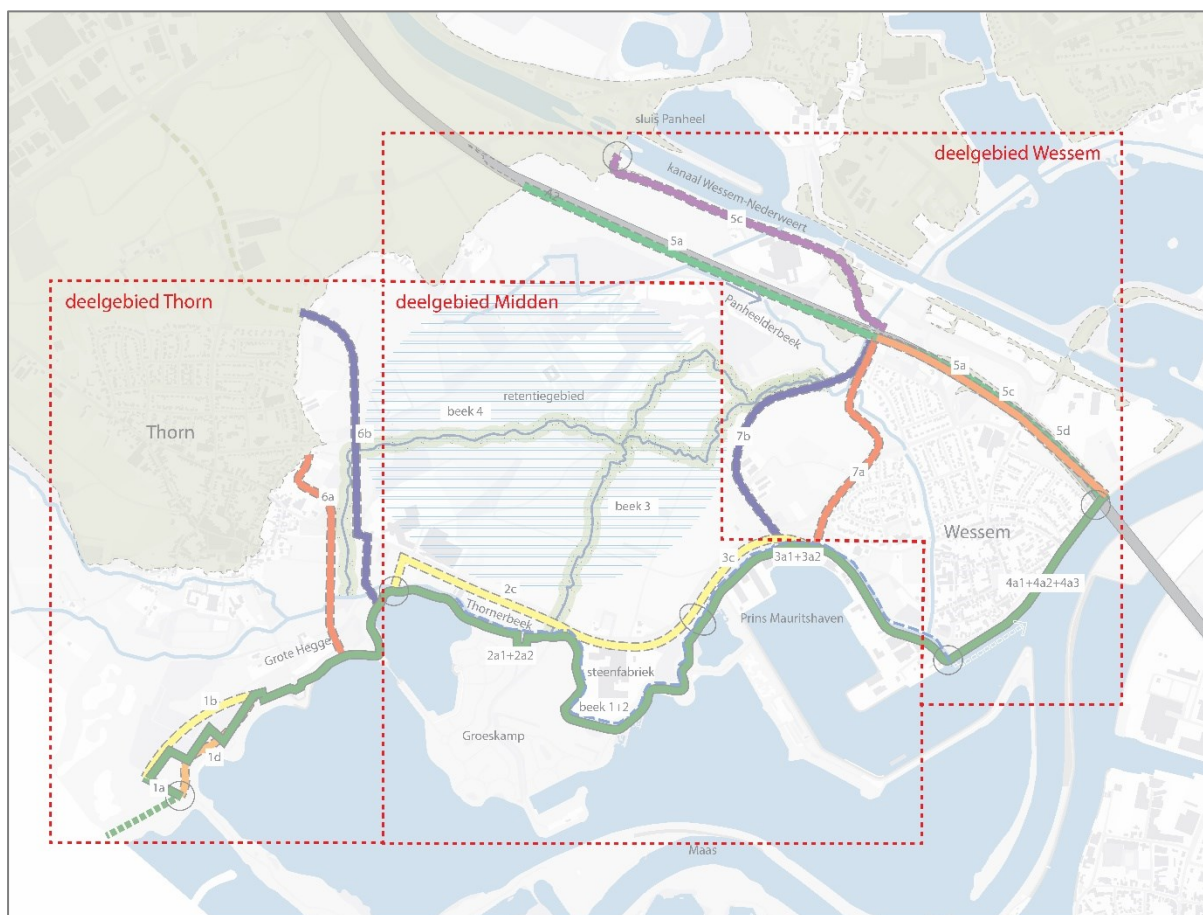 sluis Panheel
deelgebied Wessem
kanaal Wessem-Nederweert
A2
5c
5a
deelgebied Thorn
deelgebied Midden
Panheelderbeek
5a
5c
5d
retentiegebied
beek 4
Thorn
6b
7b
7a
6a
beek 3
Wessem
3a1+3a2
3c
4a1+4a2+4a3
2c
Thornerbeek
Prins Mauritshaven
Grote Hegge
2a1+2a2
steenfabriek
1b
beek 1+2
Groeskamp
1d
1a
Maas